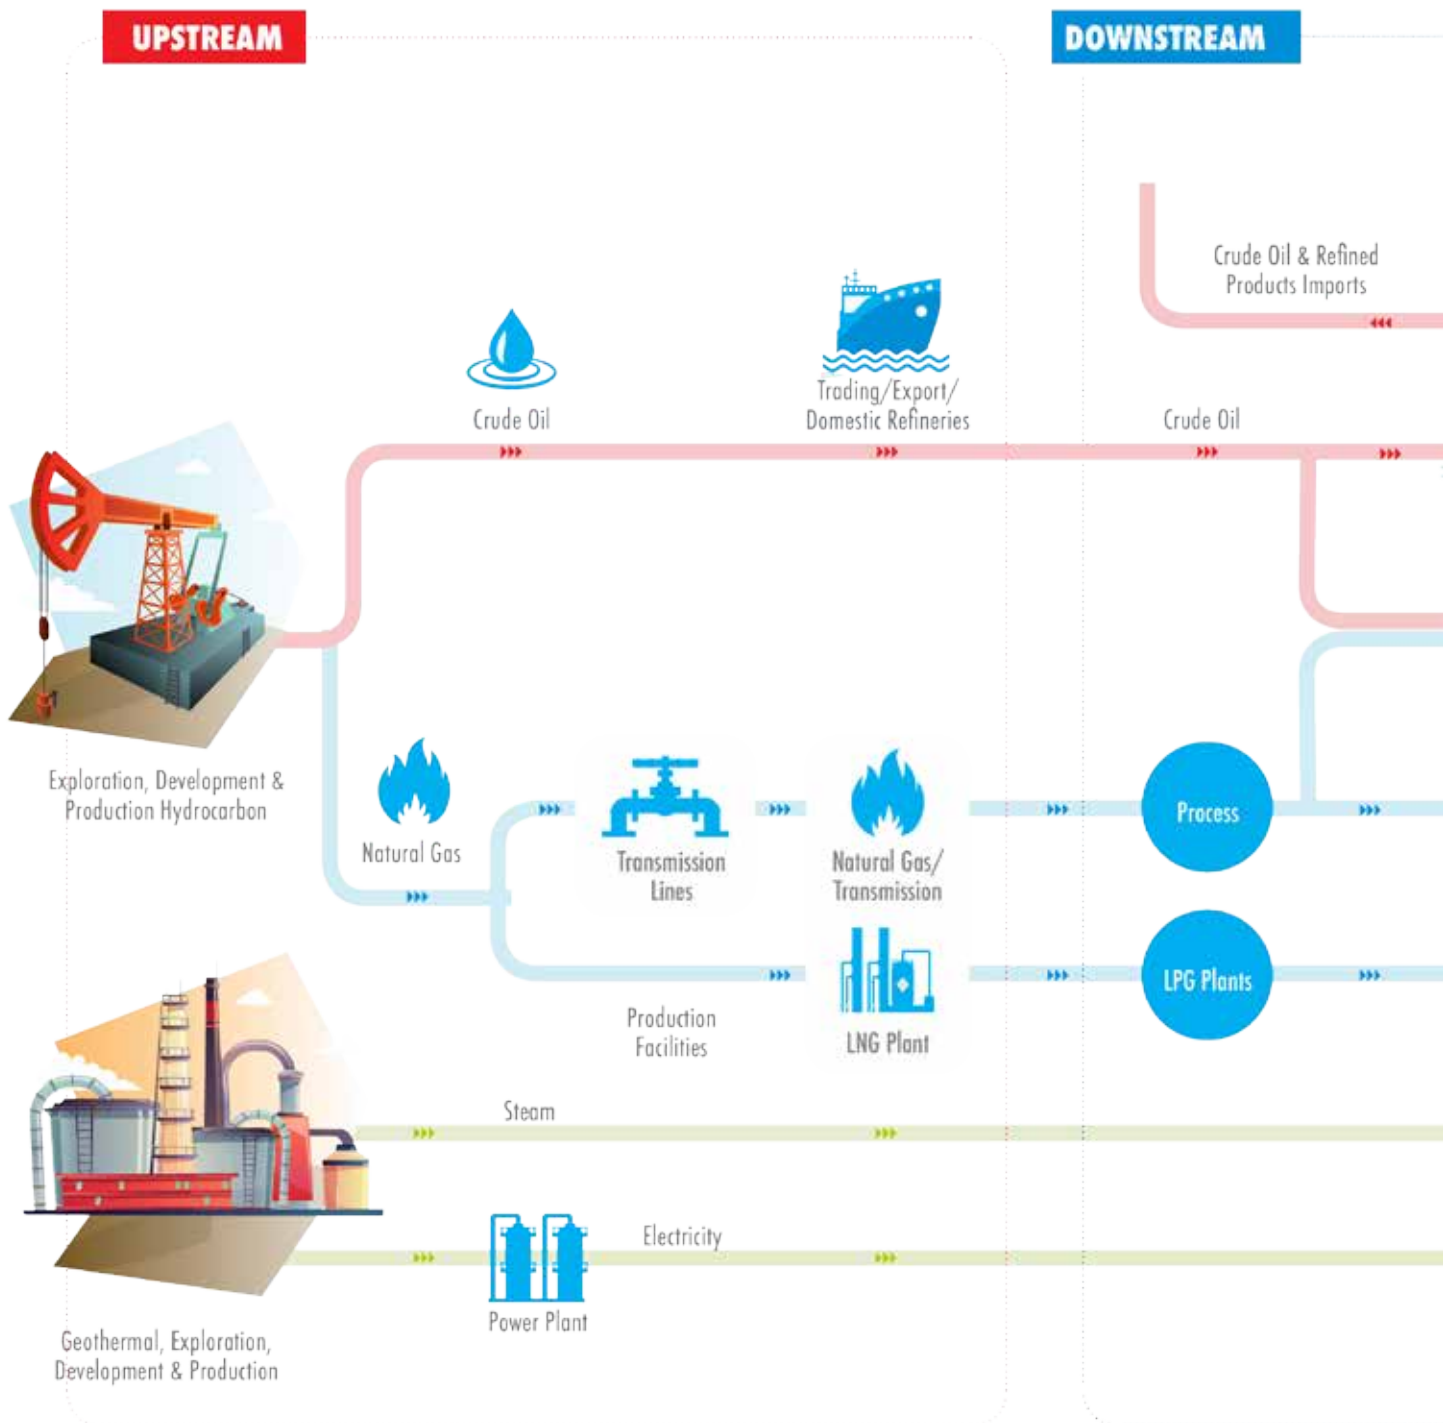 UPSTREAM
DOWNSTREAM
Crude Oil & Refined
Products Imports
Trading/Export/
Domestic Refineries
Crude Oil
Crude Oil
Exploration, Development &
Production Hydrocarbon
Natural Gas
Transmission
Lines
Natural Gas/
Transmission
Process
Production
Facilities
LNG Plant
LPG Plants
Steam
Electricity
Power Plant
Geothermal, Exploration,
Development & Production